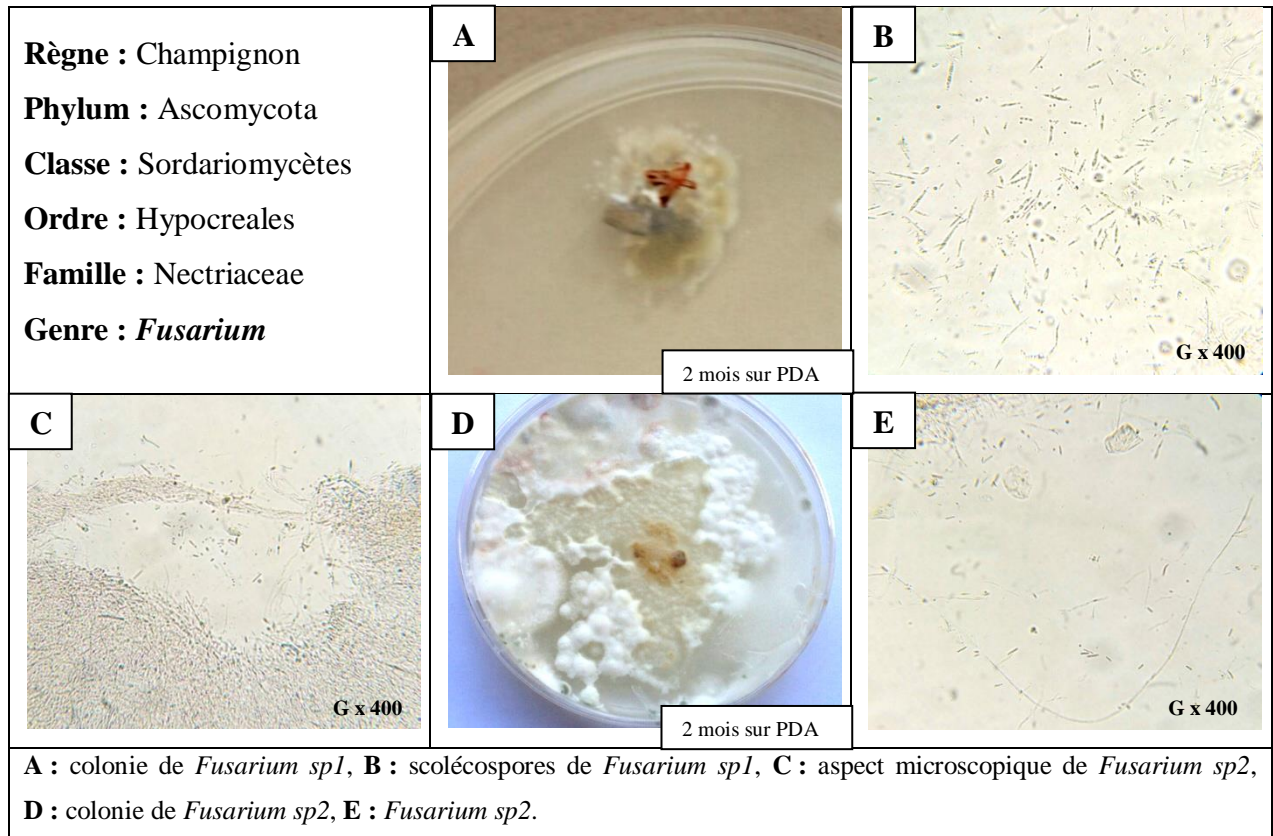 Règne : Champignon
Phylum : Ascomycota
Classe : Sordariomycètes
Ordre : Hypocreales
Famille : Nectriaceae
Genre : Fusarium
A
2 mois sur PDA
B
G x 400
C
G x 400
D
2 mois sur PDA
E
G x 400
A : colonie de Fusarium sp1, B : scolécospores de Fusarium sp1, C : aspect microscopique de Fusarium sp2,
D : colonie de Fusarium sp2, E : Fusarium sp2.